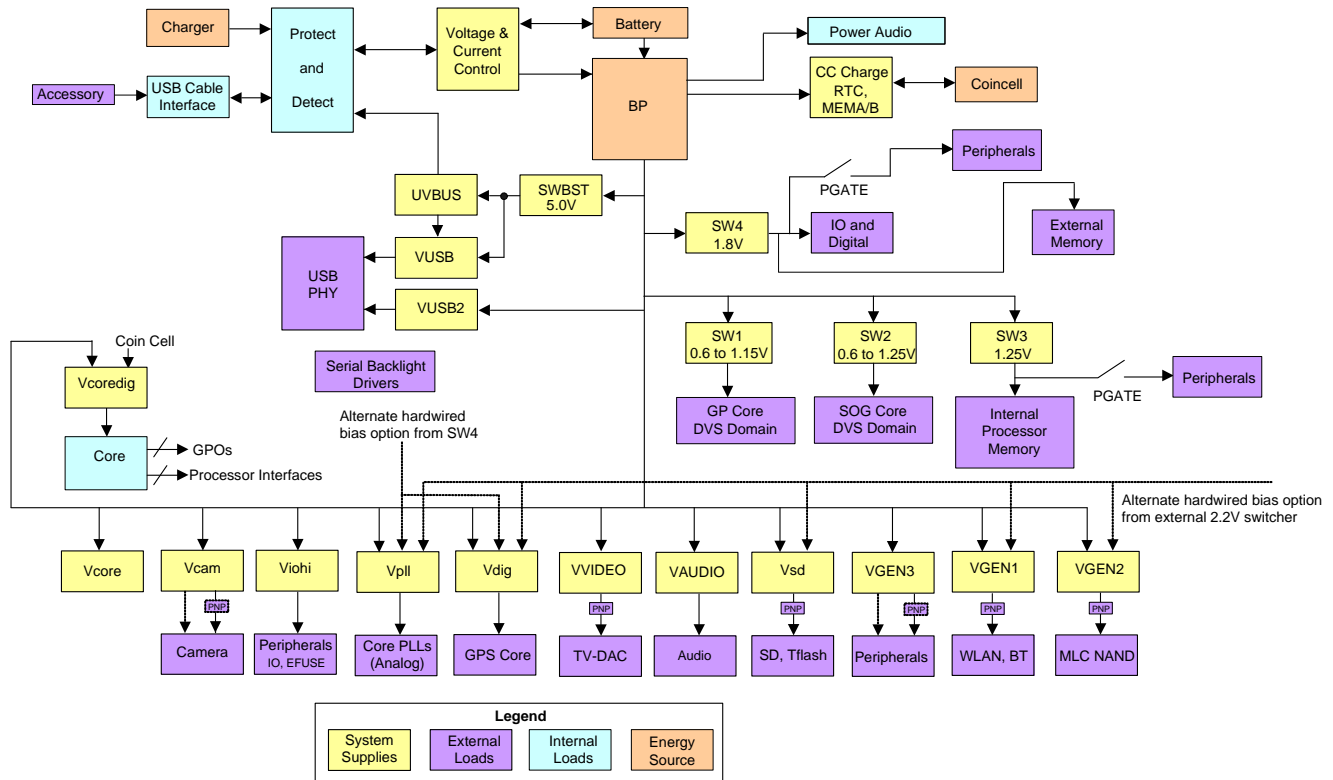 Charger
Protect
and
Detect
Voltage &
Current
Control
Battery
Power Audio
Accessory
USB Cable
Interface
BP
CC Charge
RTC,
MEMA/B
Coincell
Peripherals
PGATE
UVBUS
SWBST
5.0V
SW4
1.8V
IO and
Digital
External
Memory
USB
PHY
VUSB
VUSB2
SW1
0.6 to 1.15V
SW2
0.6 to 1.25V
SW3
1.25V
Coin Cell
Vcoredig
Serial Backlight
Drivers
PGATE
Peripherals
GP Core
DVS Domain
SOG Core
DVS Domain
Internal
Processor
Memory
Alternate hardwired
bias option from SW4
Core
GPOs
Processor Interfaces
Alternate hardwired bias option
from external 2.2V switcher
Vcore
Vcam
Viohi
Vpll
Vdig
VVIDEO
VAUDIO
Vsd
VGEN3
VGEN1
VGEN2
PNP
PNP
PNP
PNP
PNP
PNP
Camera
Peripherals
IO, EFUSE
Core PLLs
(Analog)
GPS Core
TV-DAC
Audio
SD, Tflash
Peripherals
WLAN, BT
MLC NAND
Legend
System
Supplies
External
Loads
Internal
Loads
Energy
Source